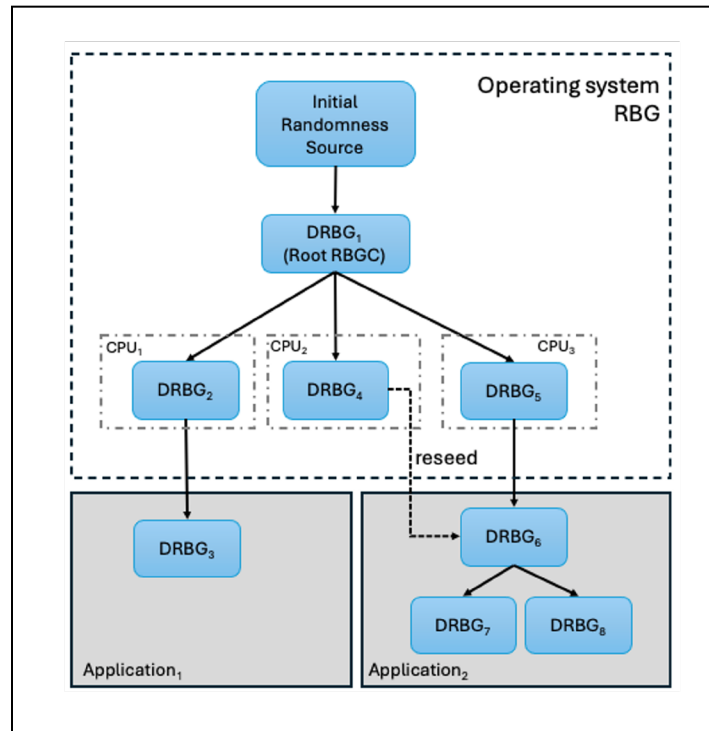 Operating system
RBG
Initial
Randomness
Source
DRBG₁
(Root RBGC)
CPU₁
CPU₂
CPU₃
DRBG₂
DRBG₄
DRBG₅
reseed
DRBG₃
DRBG₆
DRBG₇
DRBG₈
Application₁
Application₂